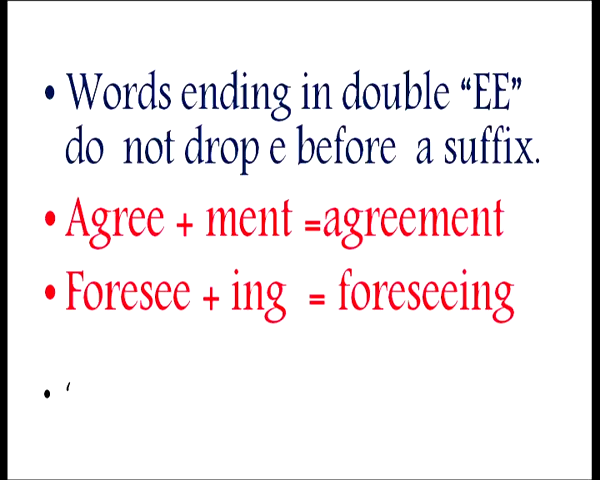 • Words ending in double “EE”
do not drop e before a suffix.
• Agree + ment =agreement
• Foresee + ing = foreseeing
• ‘